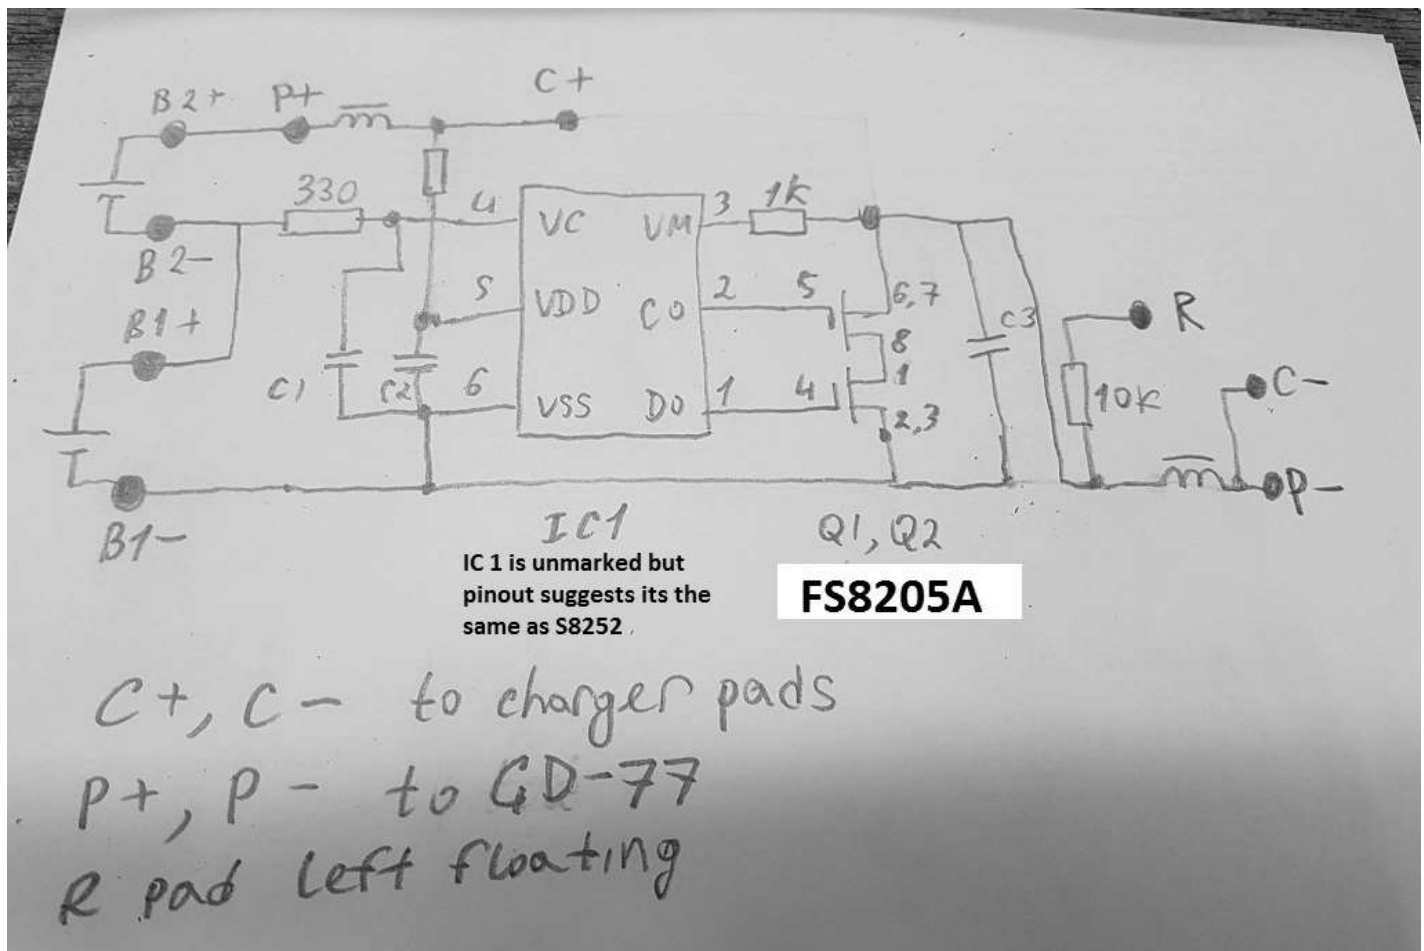 B2+ P+ C+
330 4 VC VM 3 1k
B2-
5 VDD CO 2 5 6,7
B1+ 8 C3 R
C1 C2 6 VSS DO 1 4 1 10K C-
2,3
P-
B1-
IC1 Q1, Q2
IC 1 is unmarked but
pinout suggests its the
same as S8252
FS8205A
C+, C- to charger pads
P+, P- to GD-77
R pad left floating